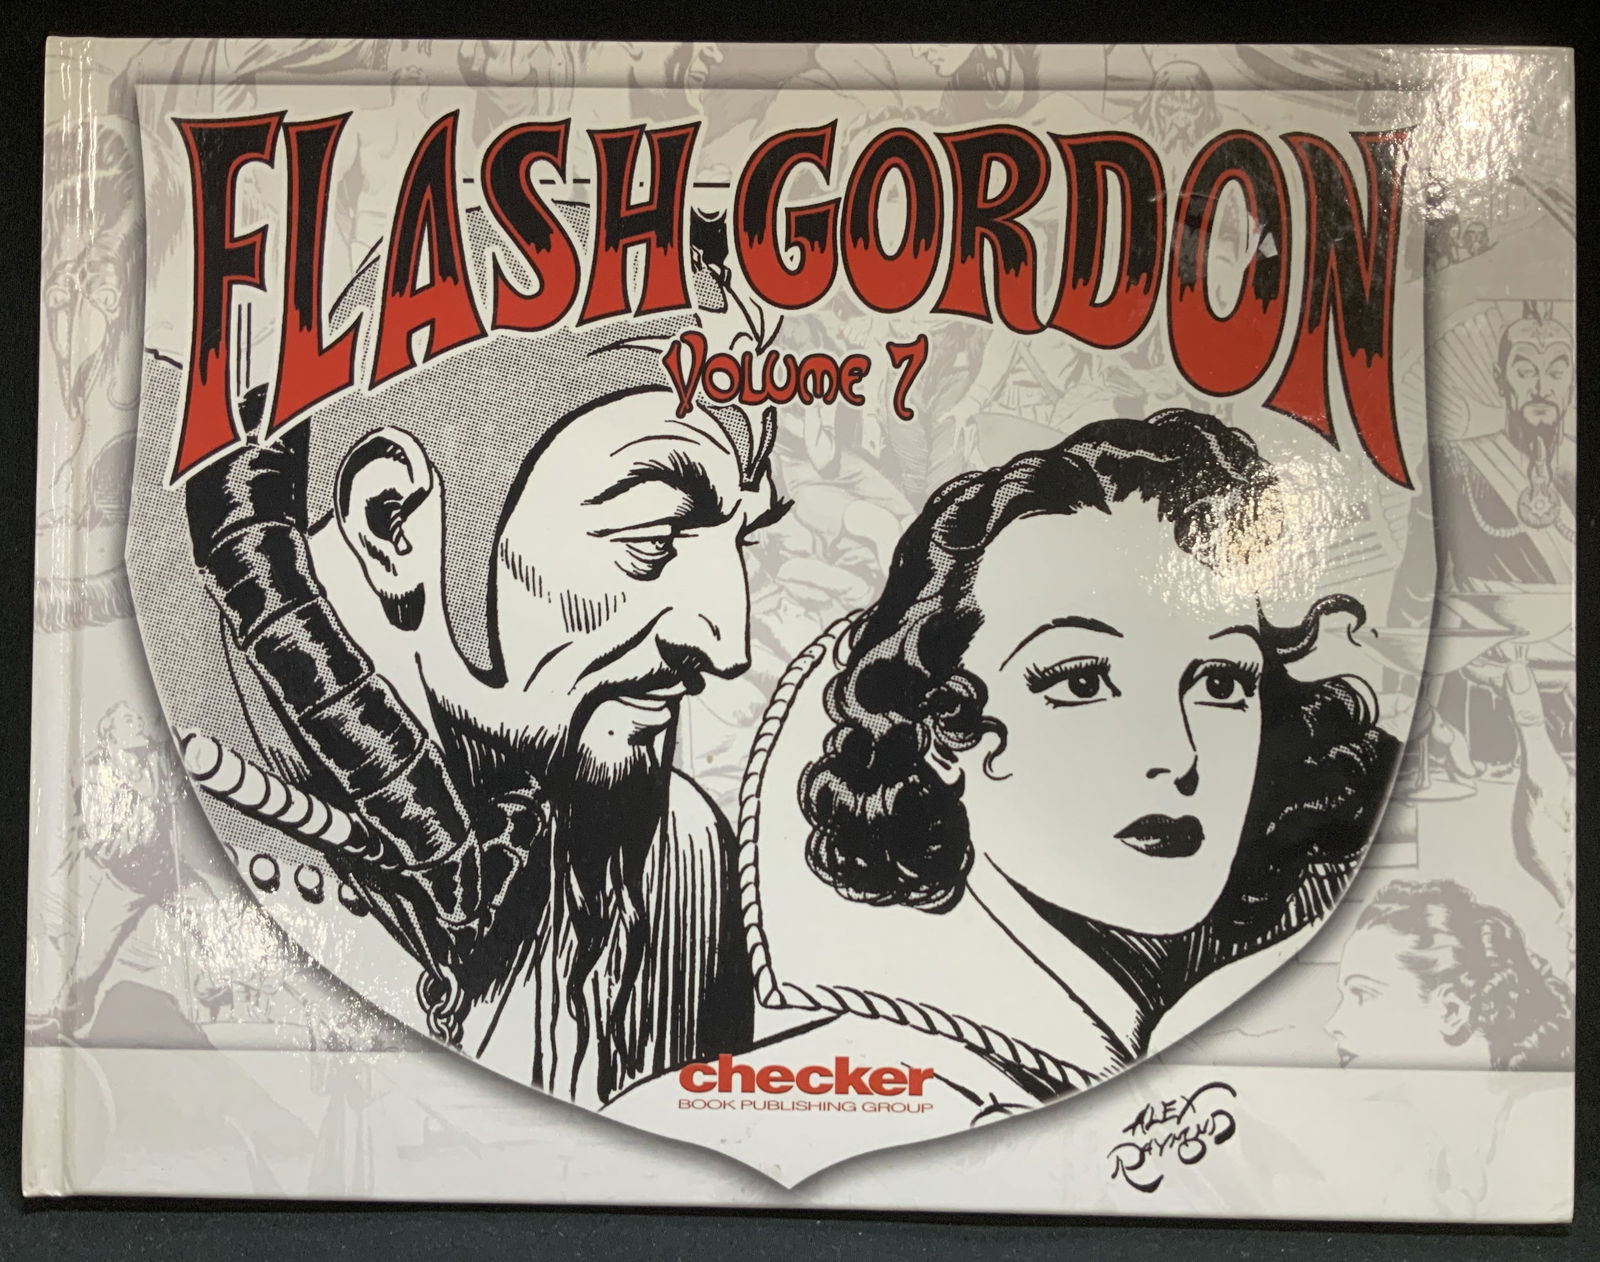 FLASH GORDON
VOLUME 7
checker
BOOK PUBLISHING GROUP
ALEX
RAYMOND